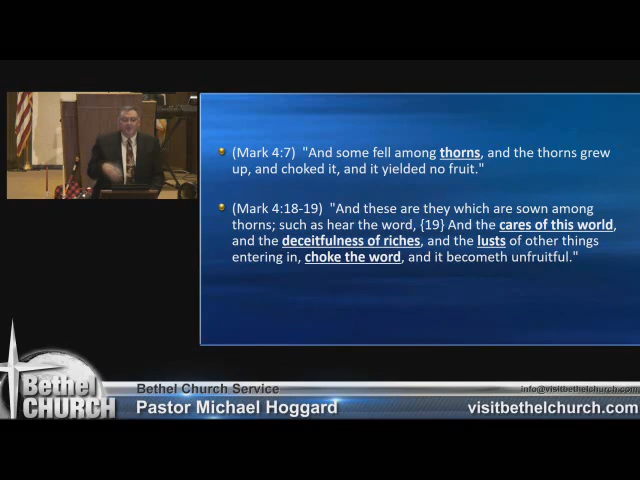 (Mark 4:7)  "And some fell among thorns, and the thorns grew
up, and choked it, and it yielded no fruit."
(Mark 4:18-19)  "And these are they which are sown among
thorns; such as hear the word, {19} And the cares of this world,
and the deceitfulness of riches, and the lusts of other things
entering in, choke the word, and it becometh unfruitful."
Bethel
CHURCH
Bethel Church Service
info@visitbethelchurch.com
Pastor Michael Hoggard
visitbethelchurch.com